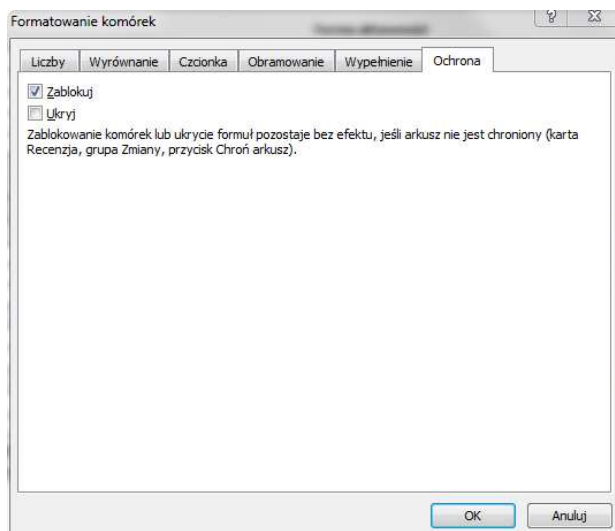 Formatowanie komórek
Liczby Wyrównanie Czcionka Obramowanie Wypełnienie Ochrona
Zablokuj
Ukryj
Zablokowanie komórek lub ukrycie formuł pozostaje bez efektu, jeśli arkusz nie jest chroniony (karta
Recenzja, grupa Zmiany, przycisk Chroń arkusz).
OK Anuluj